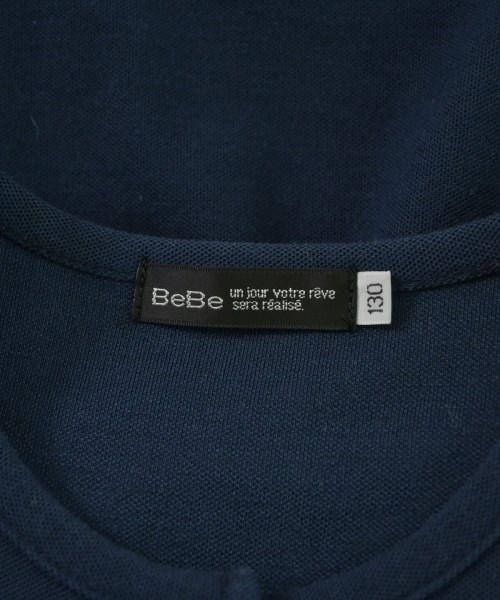 BeBe
un jour votre rêve
sera réalisé.
130